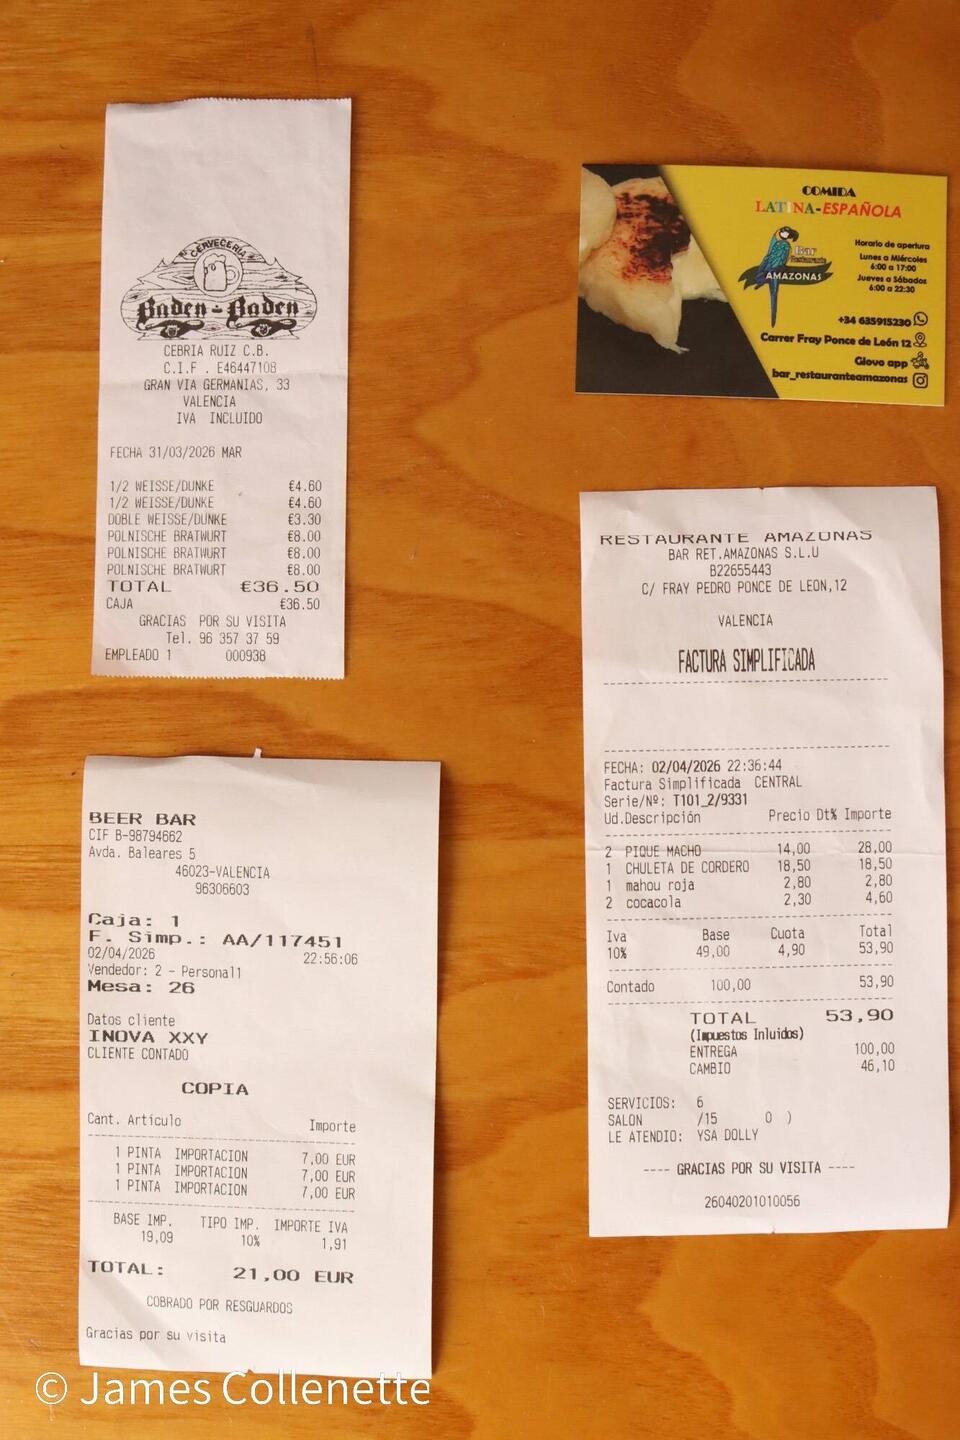 CERVECERIA
Baden - Baden
CEBRIA RUIZ C.B.
C.I.F . E46447108
GRAN VIA GERMANIAS, 33
VALENCIA
IVA INCLUIDO
FECHA 31/03/2026 MAR
1/2 WEISSE/DUNKE €4.60
1/2 WEISSE/DUNKE €4.60
DOBLE WEISSE/DUNKE €3.30
POLNISCHE BRATWURT €8.00
POLNISCHE BRATWURT €8.00
POLNISCHE BRATWURT €8.00
TOTAL €36.50
CAJA €36.50
GRACIAS POR SU VISITA
Tel. 96 357 37 59
EMPLEADO 1 000938
COMIDA
LATINA-ESPAÑOLA
Bar
Restaurante
AMAZONAS
Horario de apertura
Lunes a Miércoles
6:00 a 17:00
Jueves a Sábados
6:00 a 22:30
+34 635915230
Carrer Fray Ponce de León 12
Glovo app
bar_restauranteamazonas
RESTAURANTE AMAZONAS
BAR RET.AMAZONAS S.L.U
B22655443
C/ FRAY PEDRO PONCE DE LEON,12
VALENCIA
FACTURA SIMPLIFICADA
FECHA: 02/04/2026 22:36:44
Factura Simplificada CENTRAL
Serie/Nº: T101_2/9331
Ud.Descripción Precio Dt% Importe
2 PIQUE MACHO 14,00 28,00
1 CHULETA DE CORDERO 18,50 18,50
1 mahou roja 2,80 2,80
2 cocacola 2,30 4,60
Iva Base Cuota Total
10% 49,00 4,90 53,90
Contado 100,00 53,90
TOTAL 53,90
(Impuestos Inluidos)
ENTREGA 100,00
CAMBIO 46,10
SERVICIOS: 6
SALON /15 0 )
LE ATENDIO: YSA DOLLY
---- GRACIAS POR SU VISITA ----
26040201010056
BEER BAR
CIF B-98794662
Avda. Baleares 5
46023-VALENCIA
96306603
Caja: 1
F. Simp.: AA/117451
02/04/2026 22:56:06
Vendedor: 2 - Personal1
Mesa: 26
Datos cliente
INOVA XXY
CLIENTE CONTADO
COPIA
Cant. Artículo Importe
1 PINTA IMPORTACION 7,00 EUR
1 PINTA IMPORTACION 7,00 EUR
1 PINTA IMPORTACION 7,00 EUR
BASE IMP. TIPO IMP. IMPORTE IVA
19,09 10% 1,91
TOTAL: 21,00 EUR
COBRADO POR RESGUARDOS
Gracias por su visita
© James Collenette